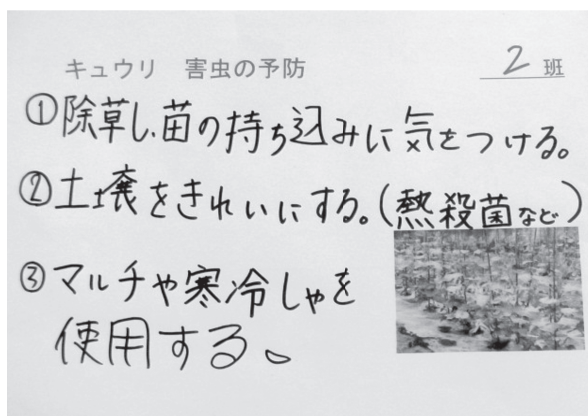 キュウリ 害虫の予防
2班
①除草し、苗の持ち込みに気をつける。
②土壌をきれいにする。(熱殺菌など)
③マルチや寒冷しゃを
使用する。